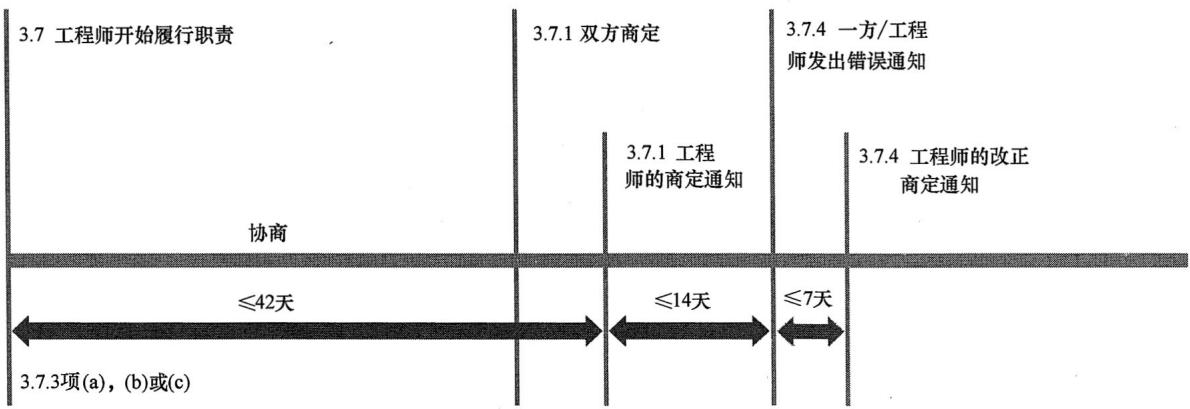 3.7 工程师开始履行职责
3.7.1 双方商定
3.7.4 一方/工程
师发出错误通知
3.7.1 工程
师的商定通知
3.7.4 工程师的改正
商定通知
协商
≤42天
≤14天
≤7天
3.7.3项(a)，(b)或(c)